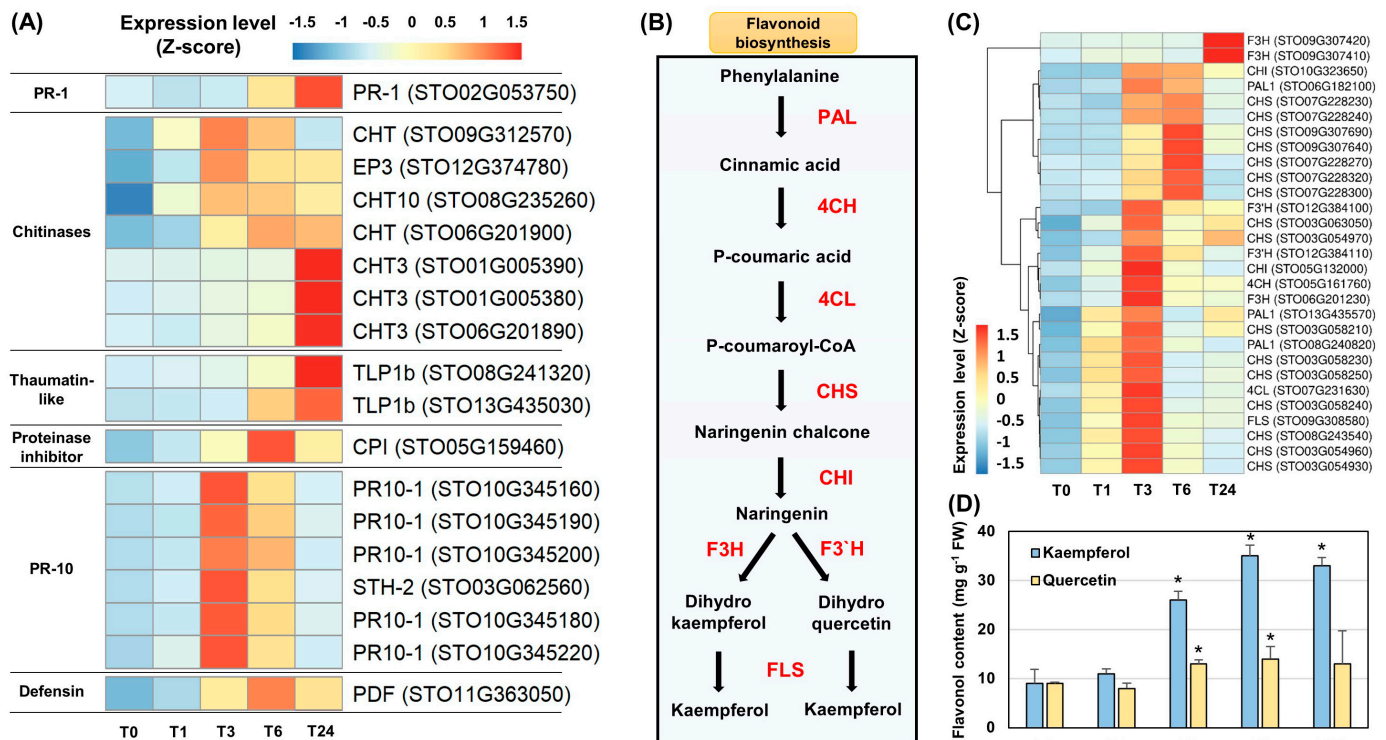 (A)
Expression level
(Z-score)
-1.5 -1 -0.5 0 0.5 1 1.5
PR-1
PR-1 (STO02G053750)
Chitinases
CHT (STO09G312570)
EP3 (STO12G374780)
CHT10 (STO08G235260)
CHT (STO06G201900)
CHT3 (STO01G005390)
CHT3 (STO01G005380)
CHT3 (STO06G201890)
Thaumatin-
like
TLP1b (STO08G241320)
TLP1b (STO13G435030)
Proteinase
inhibitor
CPI (STO05G159460)
PR-10
PR10-1 (STO10G345160)
PR10-1 (STO10G345190)
PR10-1 (STO10G345200)
STH-2 (STO03G062560)
PR10-1 (STO10G345180)
PR10-1 (STO10G345220)
Defensin
PDF (STO11G363050)
T0 T1 T3 T6 T24
(B)
Flavonoid
biosynthesis
Phenylalanine
PAL
Cinnamic acid
4CH
P-coumaric acid
4CL
P-coumaroyl-CoA
CHS
Naringenin chalcone
CHI
Naringenin
F3H F3`H
Dihydro
kaempferol
Dihydro
quercetin
FLS
Kaempferol Kaempferol
(C)
F3H (STO09G307420)
F3H (STO09G307410)
CHI (STO10G323650)
PAL1 (STO06G182100)
CHS (STO07G228230)
CHS (STO07G228240)
CHS (STO09G307690)
CHS (STO09G307640)
CHS (STO07G228270)
CHS (STO07G228320)
CHS (STO07G228300)
F3'H (STO12G384100)
CHS (STO03G063050)
CHS (STO03G054970)
F3'H (STO12G384110)
CHI (STO05G132000)
4CH (STO05G161760)
F3H (STO06G201230)
PAL1 (STO13G435570)
CHS (STO03G058210)
PAL1 (STO08G240820)
CHS (STO03G058230)
CHS (STO03G058250)
4CL (STO07G231630)
CHS (STO03G058240)
FLS (STO09G308580)
CHS (STO08G243540)
CHS (STO03G054960)
CHS (STO03G054930)
Expression level (Z-score)
1.5
1
0.5
0
-0.5
-1
-1.5
T0 T1 T3 T6 T24
(D)
Flavonol content (mg g-1 FW)
40
30
20
10
0
Kaempferol
Quercetin
* * * * *